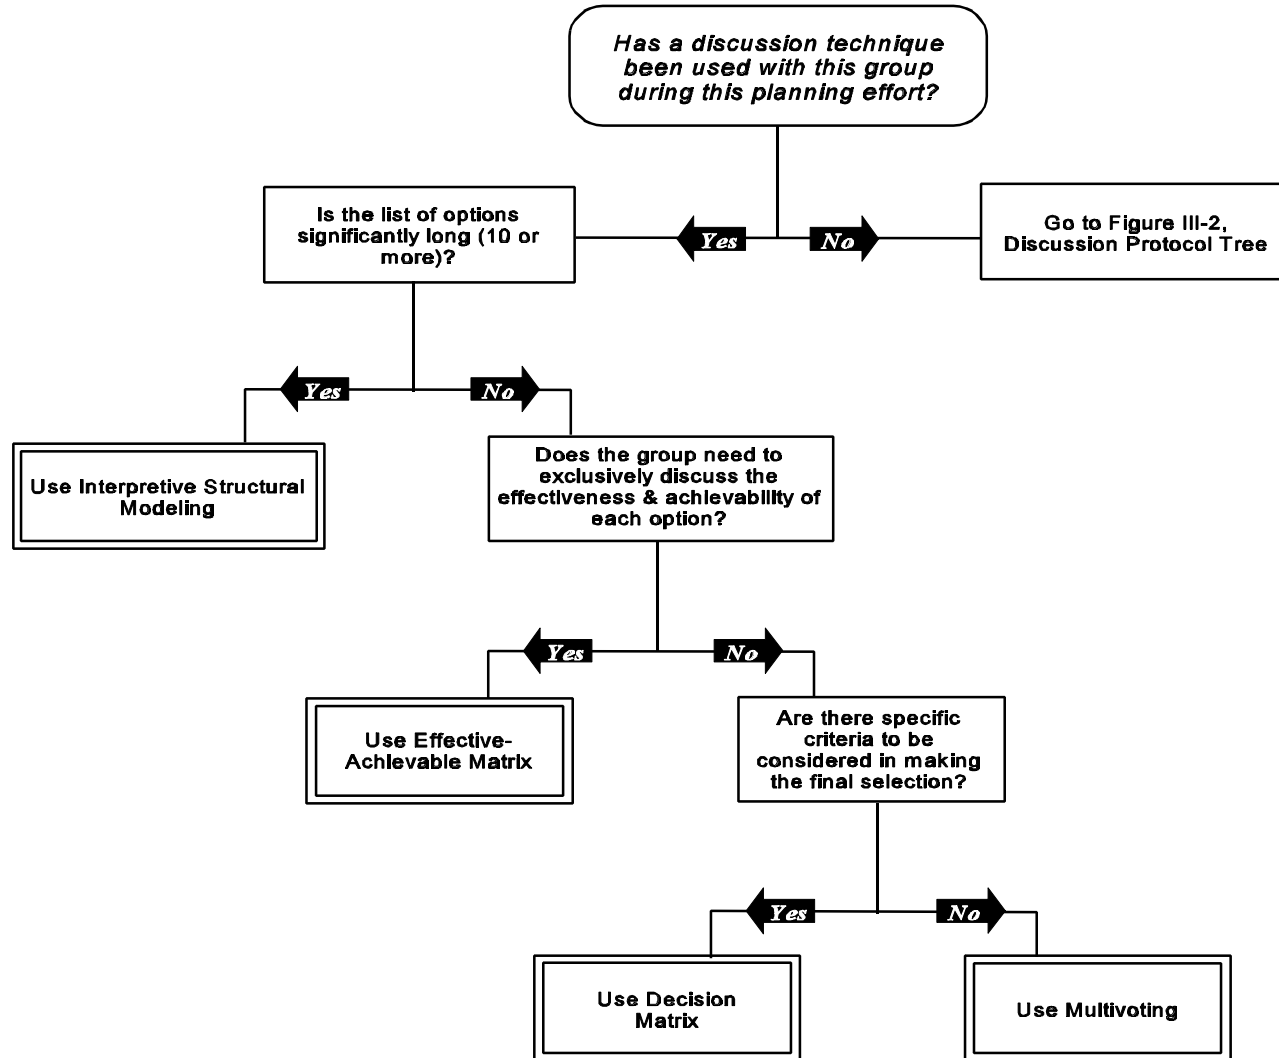 Has a discussion technique
been used with this group
during this planning effort?
Is the list of options
significantly long (10 or
more)?
Yes
No
Go to Figure III-2,
Discussion Protocol Tree
Yes
No
Use Interpretive Structural
Modeling
Does the group need to
exclusively discuss the
effectiveness & achievability of
each option?
Yes
No
Use Effective-
Achievable Matrix
Are there specific
criteria to be
considered in making
the final selection?
Yes
No
Use Decision
Matrix
Use Multivoting